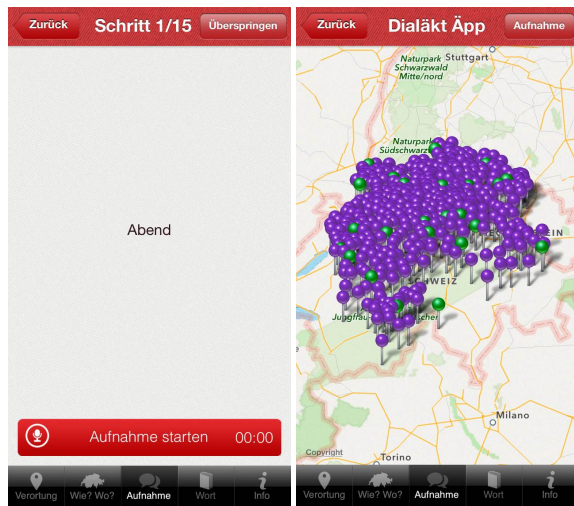 Zurück
Schritt 1/15
Überspringen
Abend
Aufnahme starten
00:00
Verortung
Wie? Wo?
Aufnahme
Wort
Info
Zurück
Dialäkt Äpp
Aufnahme
Naturpark
Schwarzwald
Mitte/nord
Stuttgart
Naturpark
SCHWEIZ
Milano
Torino
Copyright
Verortung
Wie? Wo?
Aufnahme
Wort
Info